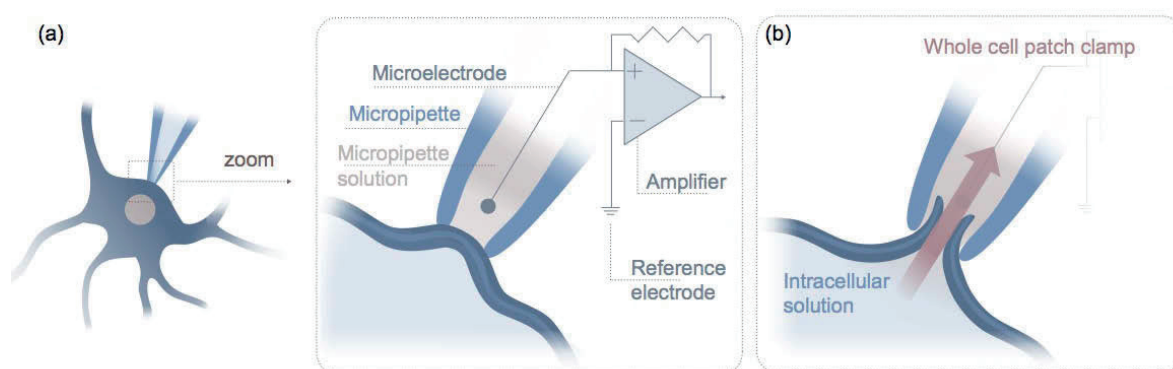 (a)
zoom
Microelectrode
Micropipette
Micropipette
solution
+
−
Amplifier
Reference
electrode
(b)
Whole cell patch clamp
Intracellular
solution